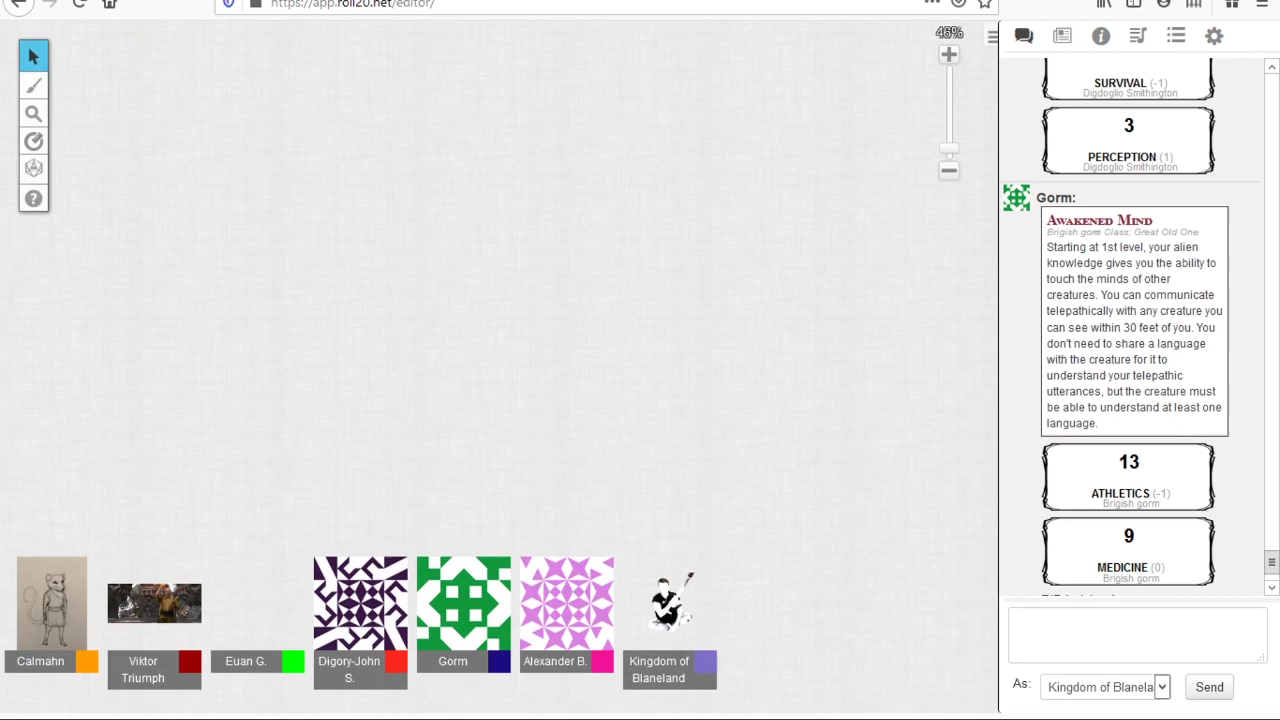 https://app.roll20.net/editor/
46%
SURVIVAL (-1)
Digdoglio Smithington
3
PERCEPTION (1)
Digdoglio Smithington
Gorm:
Awakened Mind
Brigish gorm Class: Great Old One
Starting at 1st level, your alien
knowledge gives you the ability to
touch the minds of other
creatures. You can communicate
telepathically with any creature you
can see within 30 feet of you. You
don't need to share a language
with the creature for it to
understand your telepathic
utterances, but the creature must
be able to understand at least one
language.
13
ATHLETICS (-1)
Brigish gorm
9
MEDICINE (0)
Brigish gorm
Calmahn
Viktor
Triumph
Euan G.
Digory-John
S.
Gorm
Alexander B.
Kingdom of
Blaneland
As:
Kingdom of Blanela
Send